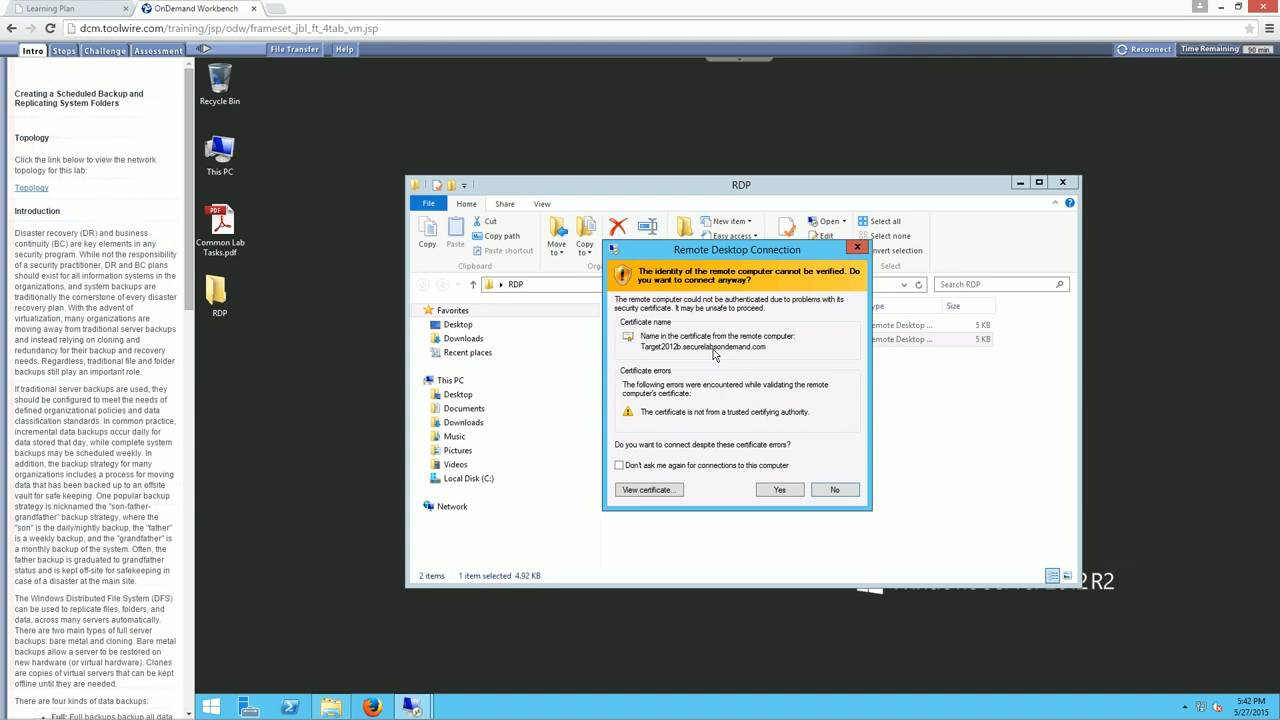 Learning Plan
OnDemand Workbench
dcm.toolwire.com/training/jsp/odw/frameset_jbl_ft_4tab_vm.jsp
Intro
Steps
Challenge
Assessment
File Transfer
Help
Reconnect
Time Remaining
90 min
Creating a Scheduled Backup and
Replicating System Folders
Topology
Click the link below to view the network
topology for this lab:
Topology
Introduction
Disaster recovery (DR) and business
continuity (BC) are key elements in any
security program. While not the responsibility
of a security practitioner, DR and BC plans
should exist for all information systems in the
organizations, and system backups are
traditionally the cornerstone of every disaster
recovery plan. With the advent of
virtualization, many organizations are
moving away from traditional server backups
and instead relying on cloning and
redundancy for their backup and recovery
needs. Regardless, traditional file and folder
backups still play an important role.
If traditional server backups are used, they
should be configured to meet the needs of
defined organizational policies and data
classification standards. In common practice,
incremental data backups occur daily for
data stored that day, while complete system
backups may be scheduled weekly. In
addition, the backup strategy for many
organizations includes a process for moving
data that has been backed up to an offsite
vault for safe keeping. One popular backup
strategy is nicknamed the "son-father-
grandfather" backup strategy, where the
"son" is the daily/nightly backup, the "father"
is a weekly backup, and the "grandfather" is
a monthly backup of the system. Often, the
father backup is graduated to grandfather
status and is kept off-site for safekeeping in
case of a disaster at the main site.
The Windows Distributed File System (DFS)
can be used to replicate files, folders, and
data, across many servers automatically.
There are two main types of full server
backups: bare metal and cloning. Bare metal
backups allow a server to be restored on
new hardware (or virtual hardware). Clones
are copies of virtual servers that can be kept
offline until they are needed.
There are four kinds of data backups:
Full: Full backups backup all data
Recycle Bin
This PC
Common Lab
Tasks.pdf
RDP
RDP
File
Home
Share
View
Copy
Paste
Cut
Copy path
Paste shortcut
Move
to
Copy
to
New item
Easy access
Open
Edit
Select all
Select none
nvert selection
Select
RDP
Search RDP
ype
Size
emote Desktop ...
5 KB
emote Desktop ...
5 KB
Favorites
Desktop
Downloads
Recent places
This PC
Desktop
Documents
Downloads
Music
Pictures
Videos
Local Disk (C:)
Network
2 items
1 item selected 4.92 KB
Remote Desktop Connection
The identity of the remote computer cannot be verified. Do
you want to connect anyway?
The remote computer could not be authenticated due to problems with its
security certificate. It may be unsafe to proceed.
Certificate name
Name in the certificate from the remote computer:
Target2012b.securelabsondemand.com
Certificate errors
The following errors were encountered while validating the remote
computer's certificate:
The certificate is not from a trusted certifying authority.
Do you want to connect despite these certificate errors?
Don't ask me again for connections to this computer
View certificate...
Yes
No
5:42 PM
5/27/2015